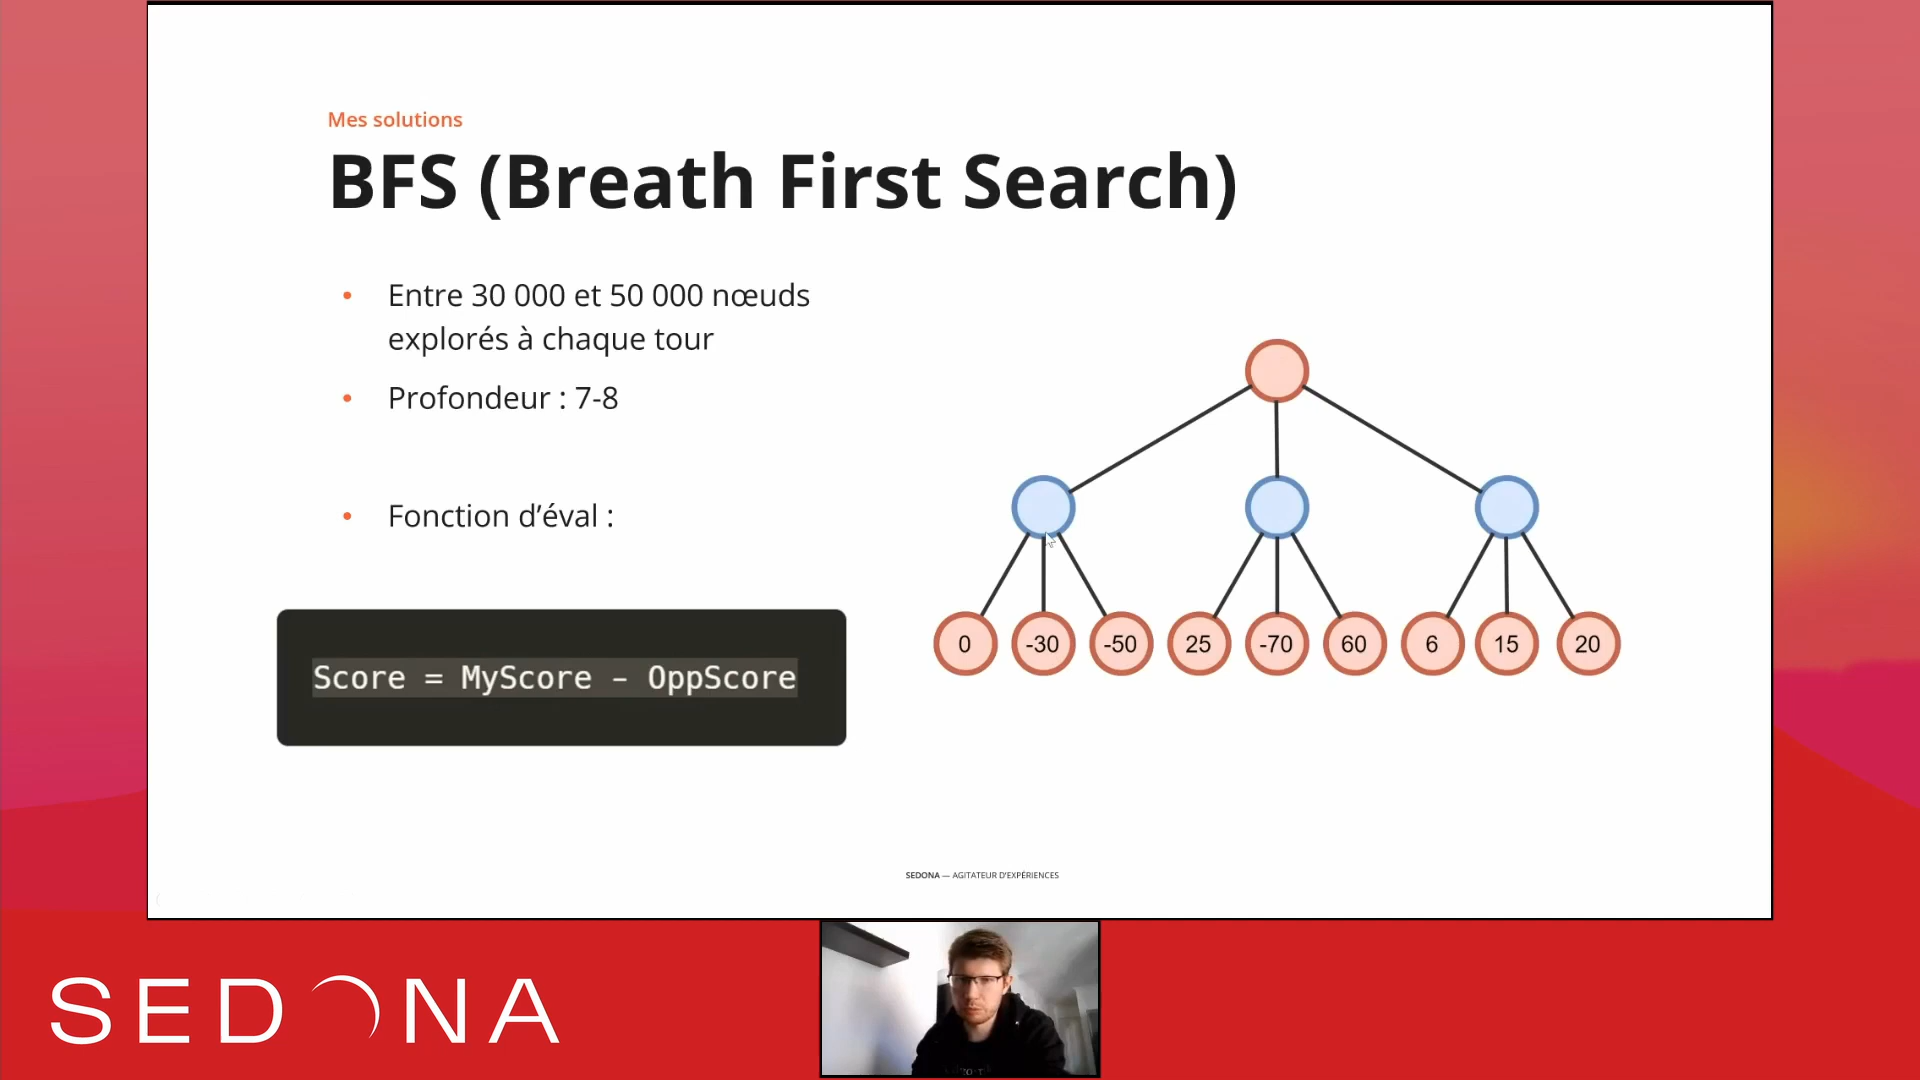 Mes solutions
BFS (Breath First Search)
• Entre 30 000 et 50 000 nœuds
explorés à chaque tour
• Profondeur : 7-8
• Fonction d’éval :
Score = MyScore – OppScore
0 -30 -50 25 -70 60 6 15 20
SEDONA — AGITATEUR D'EXPÉRIENCES
SEDONA